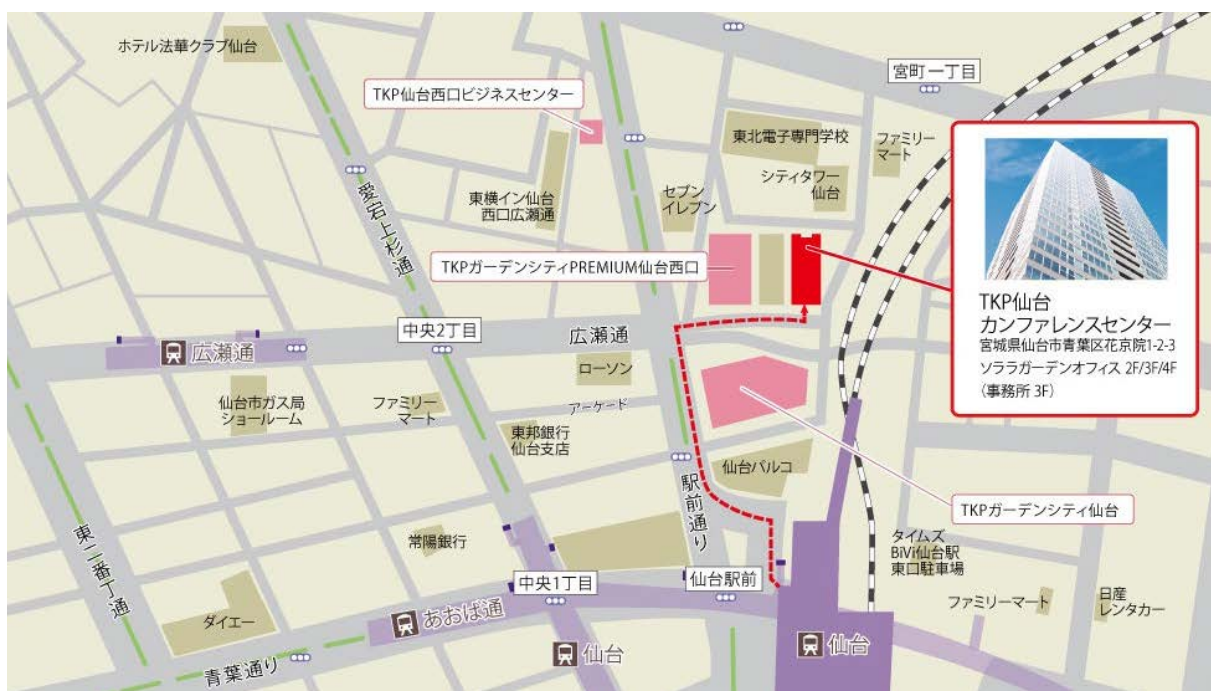 ホテル法華クラブ仙台
宮町一丁目
TKP仙台西口ビジネスセンター
東北電子専門学校
ファミリー
マート
シティタワー
仙台
東横イン仙台
西口広瀬通
セブン
イレブン
愛宕上杉通
TKPガーデンシティPREMIUM仙台西口
TKP仙台
カンファレンスセンター
宮城県仙台市青葉区花京院1-2-3
ソララガーデンオフィス 2F/3F/4F
(事務所 3F)
中央2丁目
広瀬通
広瀬通
ローソン
仙台市ガス局
ショールーム
ファミリー
マート
アーケード
東邦銀行
仙台支店
仙台パルコ
駅前通り
TKPガーデンシティ仙台
東二番丁通
常陽銀行
タイムズ
BiVi仙台駅
東口駐車場
中央1丁目
仙台駅前
ファミリーマート
日産
レンタカー
ダイエー
あおば通
仙台
仙台
青葉通り